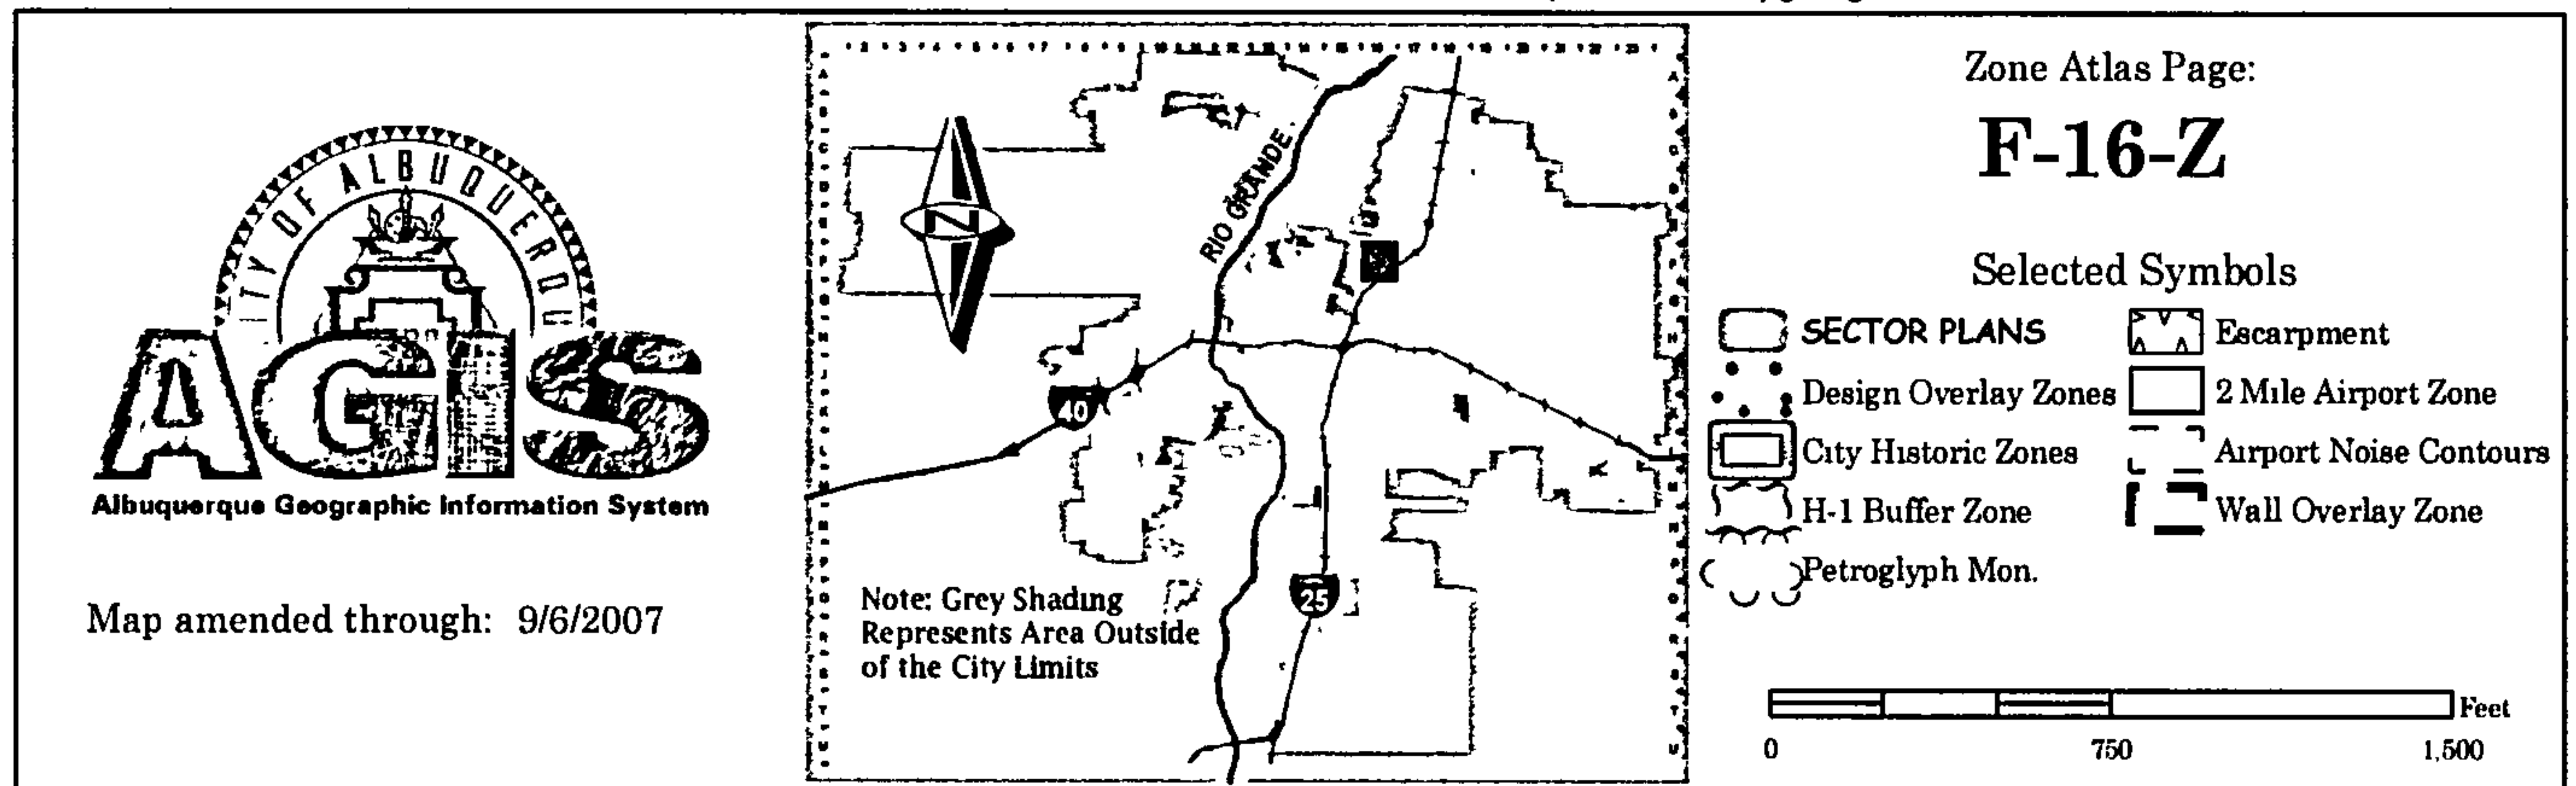 CITY OF ALBUQUERQUE
AGIS
Albuquerque Geographic Information System
Map amended through: 9/6/2007
RIO GRANDE
N
40
25
Note: Grey Shading
Represents Area Outside
of the City Limits
Zone Atlas Page:
F-16-Z
Selected Symbols
SECTOR PLANS
Design Overlay Zones
City Historic Zones
H-1 Buffer Zone
Petroglyph Mon.
Escarpment
2 Mile Airport Zone
Airport Noise Contours
Wall Overlay Zone
Feet
0 750 1,500